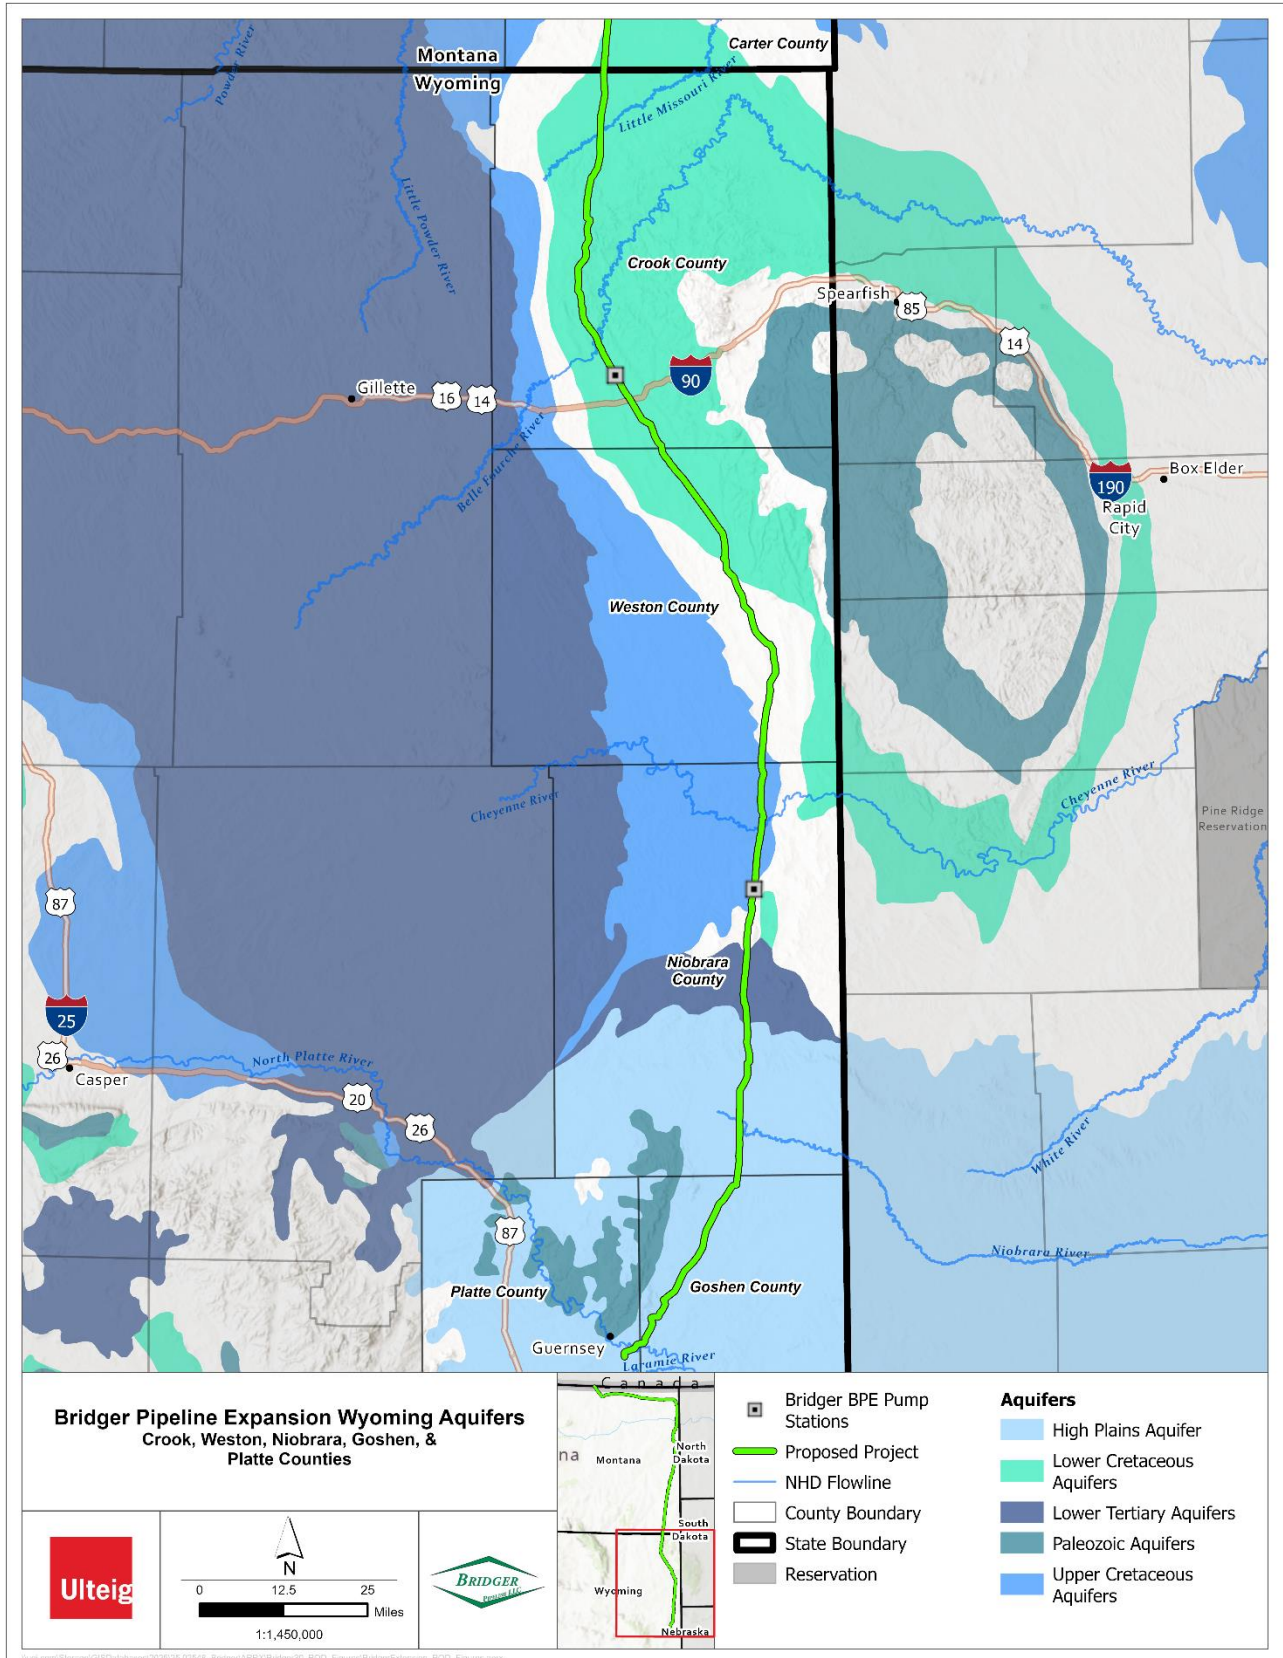 Carter County
Montana
Wyoming
Powder River
Little Missouri River
Little Powder River
Crook County
Spearfish
85
14
Gillette
16
14
90
Belle Fourche River
Box Elder
190
Rapid
City
Weston County
Cheyenne River
Cheyenne River
Pine Ridge
Reservation
87
Niobrara
County
25
26
Casper
North Platte River
20
26
White River
87
Niobrara River
Platte County
Goshen County
Guernsey
Laramie River
Bridger Pipeline Expansion Wyoming Aquifers
Crook, Weston, Niobrara, Goshen, &
Platte Counties
Ulteig
N
0 12.5 25
Miles
1:1,450,000
BRIDGER
Canada
na
Montana
North
Dakota
South
Dakota
Wyoming
Nebraska
Bridger BPE Pump
Stations
Proposed Project
NHD Flowline
County Boundary
State Boundary
Reservation
Aquifers
High Plains Aquifer
Lower Cretaceous
Aquifers
Lower Tertiary Aquifers
Paleozoic Aquifers
Upper Cretaceous
Aquifers